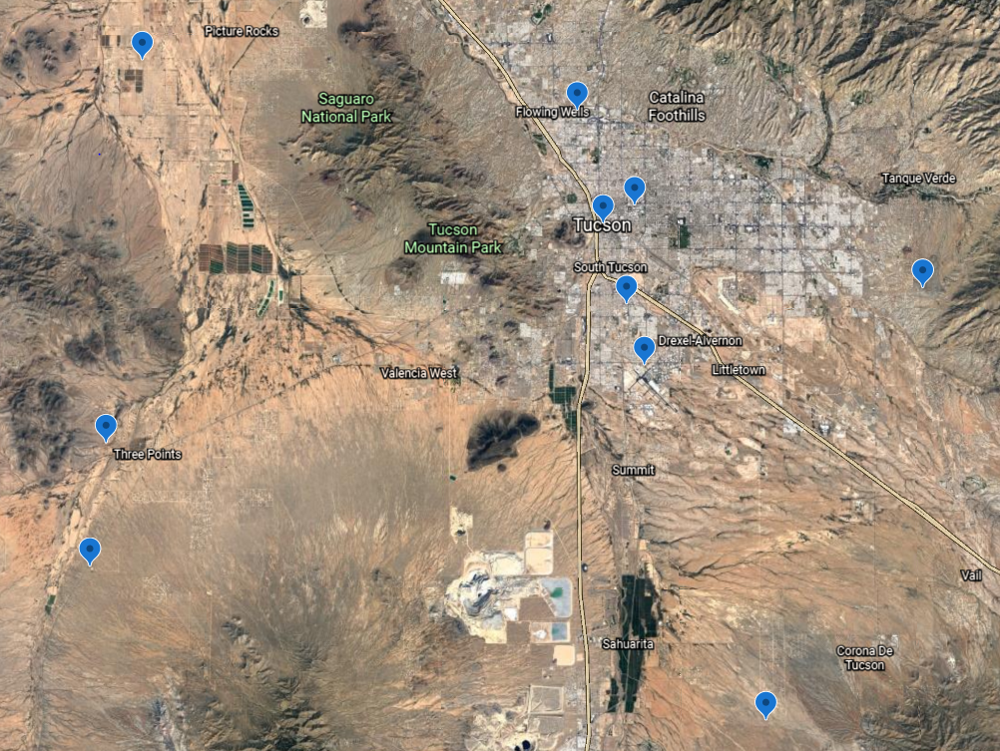 Picture Rocks
Saguaro
National Park
Flowing Wells
Catalina
Foothills
Tanque Verde
Tucson
Tucson
Mountain Park
South Tucson
Drexel-Alvernon
Littletown
Valencia West
Three Points
Summit
Vail
Sahuarita
Corona De
Tucson